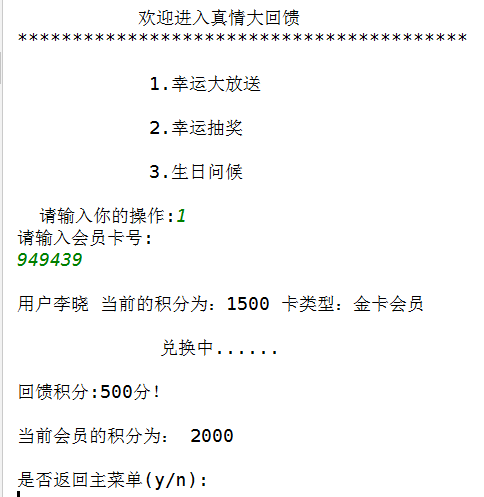 欢迎进入真情大回馈
*****************************************
1.幸运大放送
2.幸运抽奖
3.生日问候
请输入你的操作:1
请输入会员卡号:
949439
用户李晓 当前的积分为：1500 卡类型：金卡会员
兑换中......
回馈积分:500分!
当前会员的积分为： 2000
是否返回主菜单(y/n):